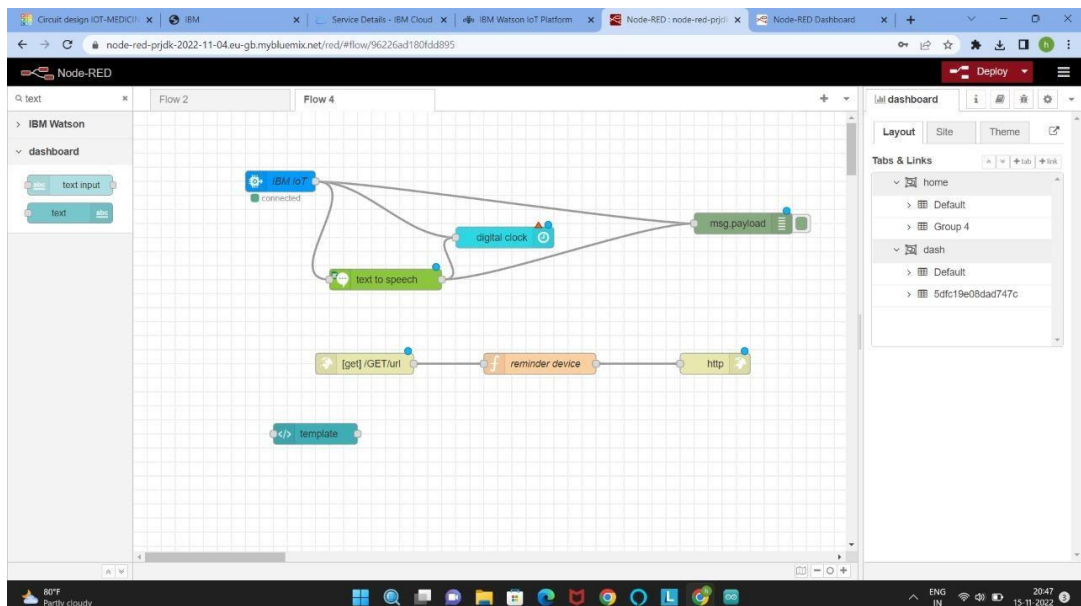 Circuit design IOT-MEDICIN
IBM
Service Details - IBM Cloud
IBM Watson IoT Platform
Node-RED : node-red-prjdk
Node-RED Dashboard
node-red-prjdk-2022-11-04.eu-gb.mybluemix.net/red/#flow/96226ad180fdd895
h
Node-RED
Deploy
text
Flow 2
Flow 4
dashboard
i
IBM Watson
Layout
Site
Theme
dashboard
Tabs & Links
+tab
+link
abc text input
text abc
IBM IoT
connected
home
Default
Group 4
dash
Default
5dfc19e08dad747c
msg.payload
digital clock
text to speech
[get] /GET/url
f reminder device
http
</> template
80°F
Partly cloudy
L
ENG
IN
20:47
15-11-2022
3